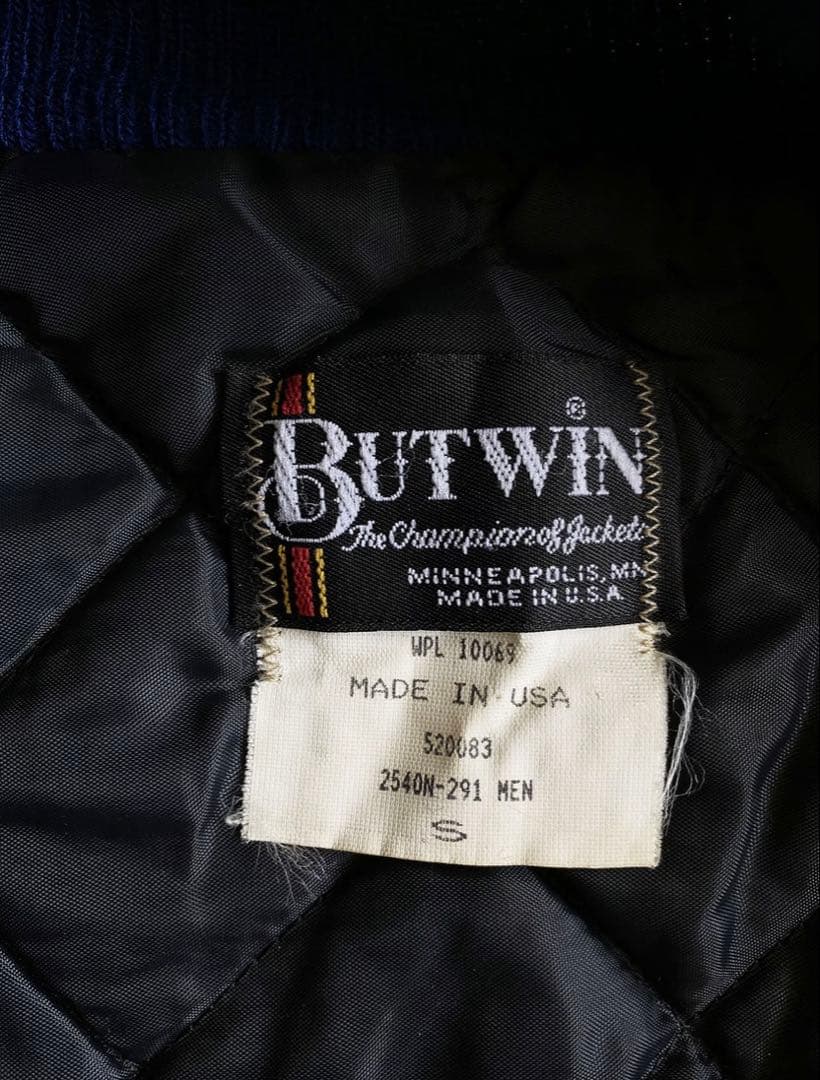 BUTWIN ®
The Champion of Jackets
MINNEAPOLIS, MN
MADE IN U.S.A.
WPL 10069
MADE IN USA
520083
2540N-291 MEN
S